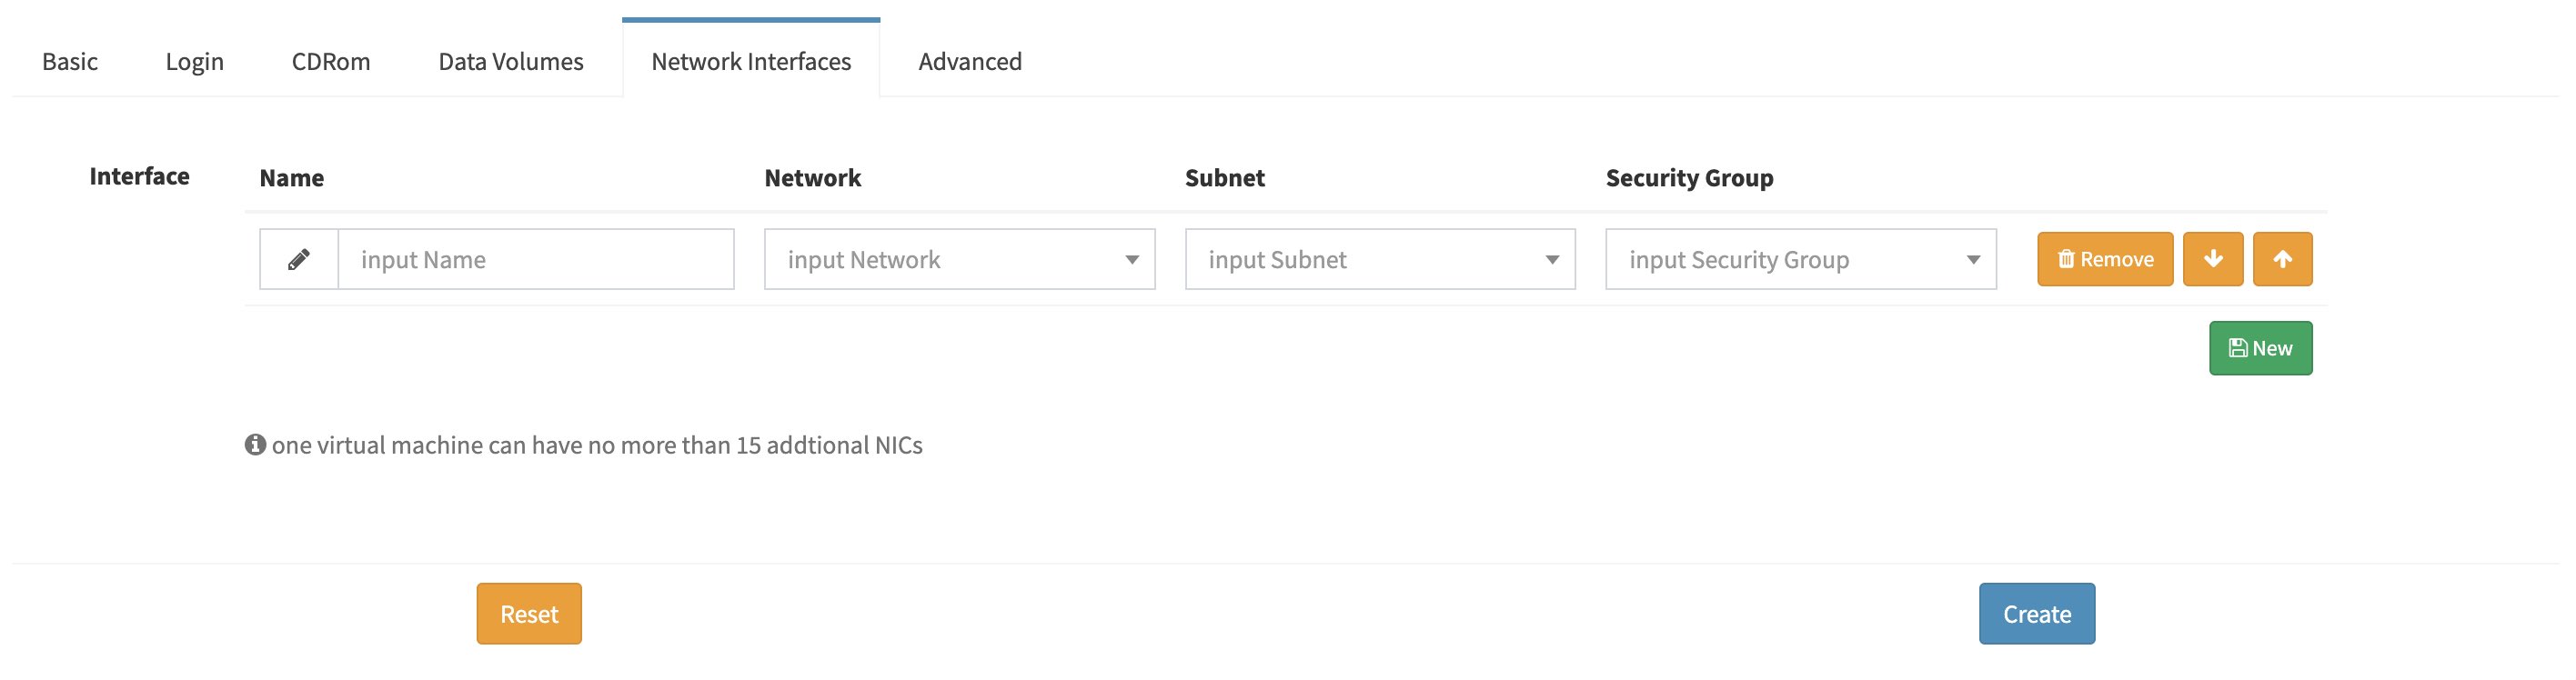 Basic Login CDRom Data Volumes Network Interfaces Advanced
Interface Name Network Subnet Security Group
input Name input Network input Subnet input Security Group Remove
New
one virtual machine can have no more than 15 addtional NICs
Reset Create